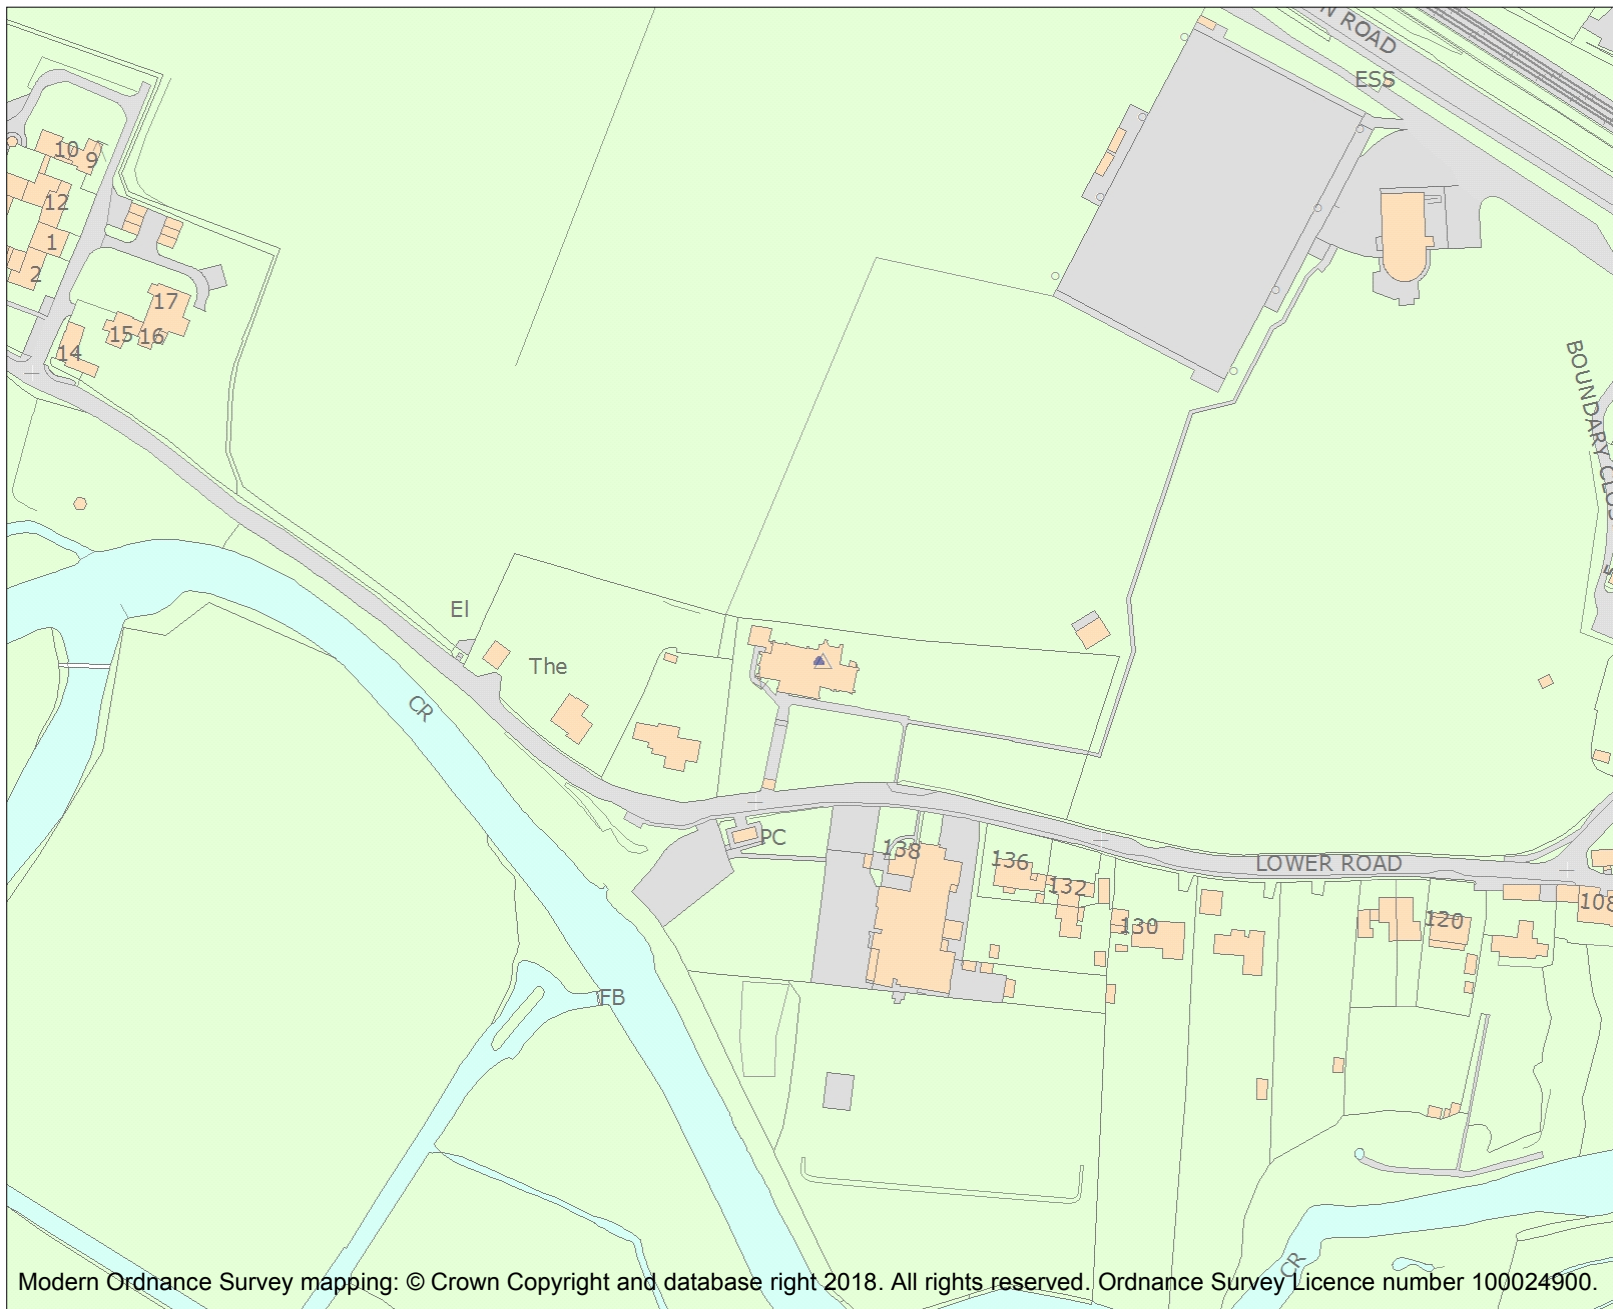 N ROAD
ESS
10
9
12
1
2
17
15
16
14
BOUNDARY CLOS
El
The
CR
PC
138
136
132
LOWER ROAD
130
120
108
FB
CR
Modern Ordnance Survey mapping: © Crown Copyright and database right 2018. All rights reserved. Ordnance Survey Licence number 100024900.